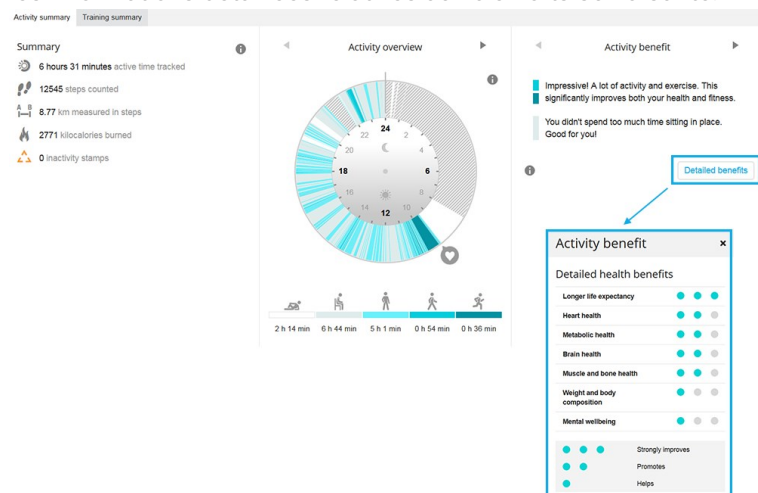 Activity summary Training summary
Summary
6 hours 31 minutes active time tracked
12545 steps counted
A B
8.77 km measured in steps
2771 kilocalories burned
0 inactivity stamps
Activity overview
24
2
4
6
8
10
12
14
16
18
20
22
2 h 14 min 6 h 44 min 5 h 1 min 0 h 54 min 0 h 36 min
Activity benefit
Impressive! A lot of activity and exercise. This
significantly improves both your health and fitness.
You didn't spend too much time sitting in place.
Good for you!
Detailed benefits
Activity benefit ×
Detailed health benefits
Longer life expectancy
Heart health
Metabolic health
Brain health
Muscle and bone health
Weight and body
composition
Mental wellbeing
Strongly improves
Promotes
Helps